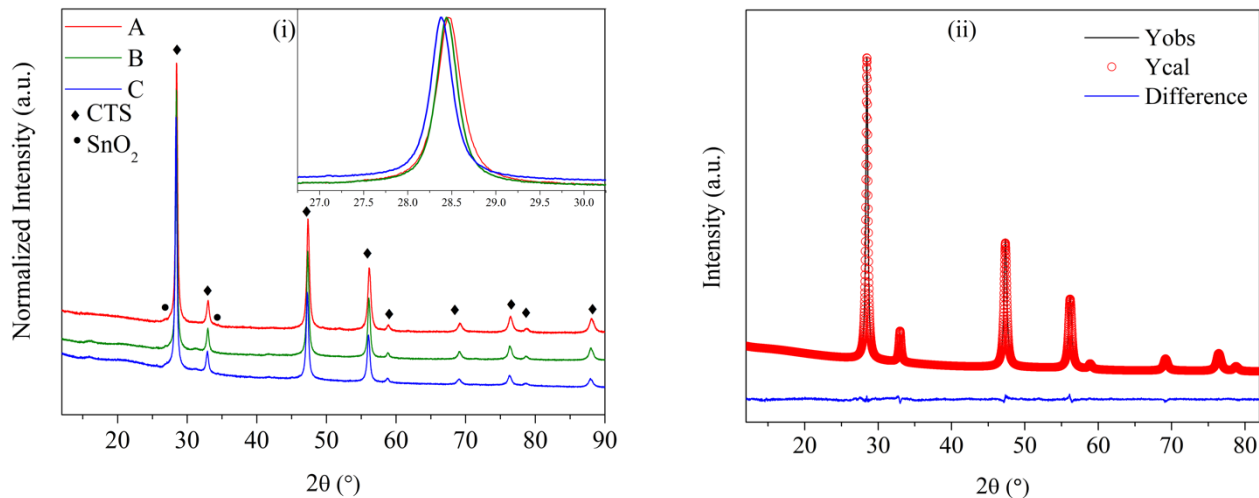 (i)
A
B
C
◆ CTS
● SnO₂
Normalized Intensity (a.u.)
26.5 27.0 27.5 28.0 28.5 29.0 29.5 30.0
20 30 40 50 60 70 80 90
2θ (°)
(ii)
Yobs
Ycal
Difference
Intensity (a.u.)
20 30 40 50 60 70 80
2θ (°)